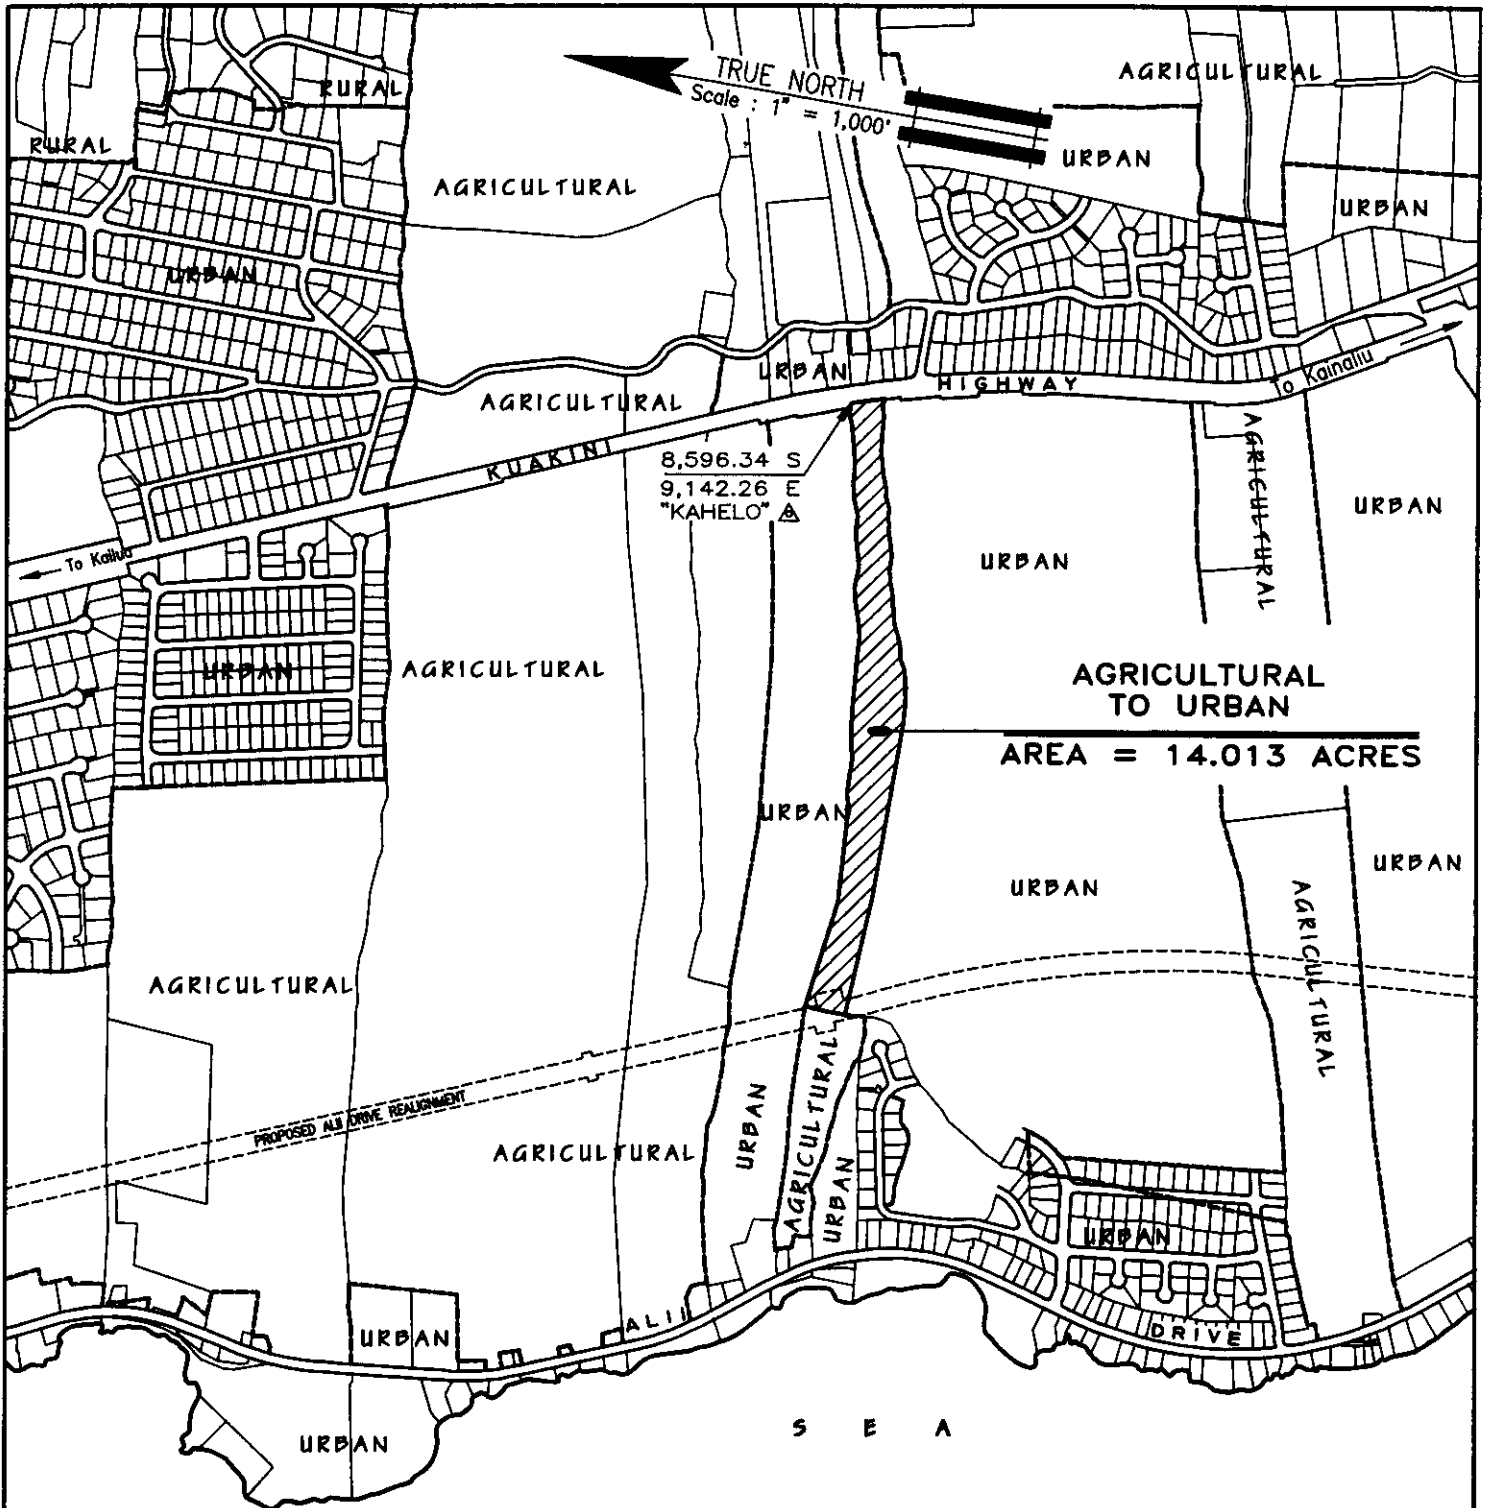 TRUE NORTH
Scale : 1" = 1,000'
AGRICULTURAL
RURAL
RURAL
URBAN
AGRICULTURAL
URBAN
URBAN
URBAN
AGRICULTURAL
HIGHWAY
To Kainaliu
KUAKINI
8,596.34 S
9,142.26 E
"KAHELO"
AGRICULTURAL
URBAN
URBAN
To Kailua
URBAN
AGRICULTURAL
AGRICULTURAL
TO URBAN
AREA = 14.013 ACRES
URBAN
URBAN
URBAN
AGRICULTURAL
AGRICULTURAL
PROPOSED ALII DRIVE REALIGNMENT
AGRICULTURAL
URBAN
AGRICULTURAL
URBAN
URBAN
ALII
DRIVE
URBAN
URBAN
SEA